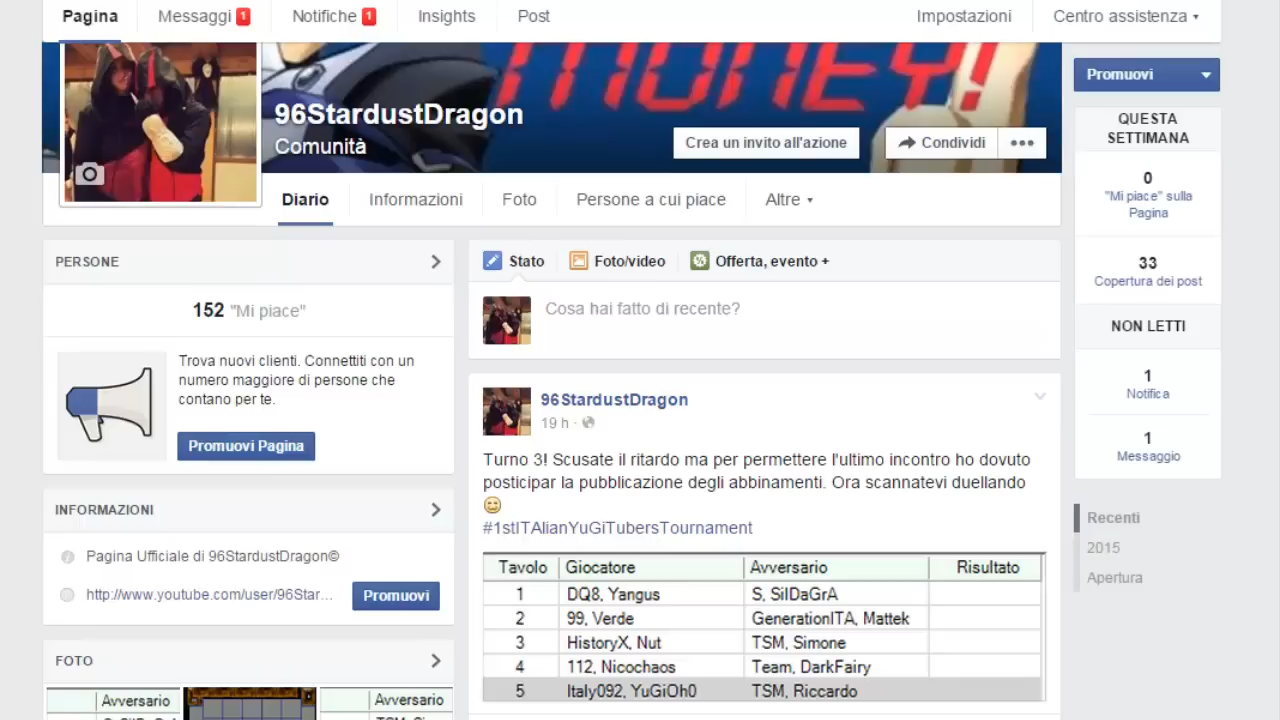 Pagina Messaggi 1 Notifiche 1 Insights Post Impostazioni Centro assistenza
MONEY!
96StardustDragon
Comunità
Crea un invito all'azione Condividi
Promuovi
Diario Informazioni Foto Persone a cui piace Altre
QUESTA
SETTIMANA
0
"Mi piace" sulla
Pagina
33
Copertura dei post
NON LETTI
1
Notifica
1
Messaggio
Recenti
2015
Apertura
PERSONE
152 "Mi piace"
Trova nuovi clienti. Connettiti con un
numero maggiore di persone che
contano per te.
Promuovi Pagina
INFORMAZIONI
Pagina Ufficiale di 96StardustDragon©
http://www.youtube.com/user/96Star... Promuovi
FOTO
Avversario Avversario
Stato Foto/video Offerta, evento +
Cosa hai fatto di recente?
96StardustDragon
19 h
Turno 3! Scusate il ritardo ma per permettere l'ultimo incontro ho dovuto
posticipar la pubblicazione degli abbinamenti. Ora scannatevi duellando
#1stITAlianYuGiTubersTournament
Tavolo Giocatore Avversario Risultato
1 DQ8, Yangus S, SilDaGrA
2 99, Verde GenerationITA, Mattek
3 HistoryX, Nut TSM, Simone
4 112, Nicochaos Team, DarkFairy
5 Italy092, YuGiOh0 TSM, Riccardo